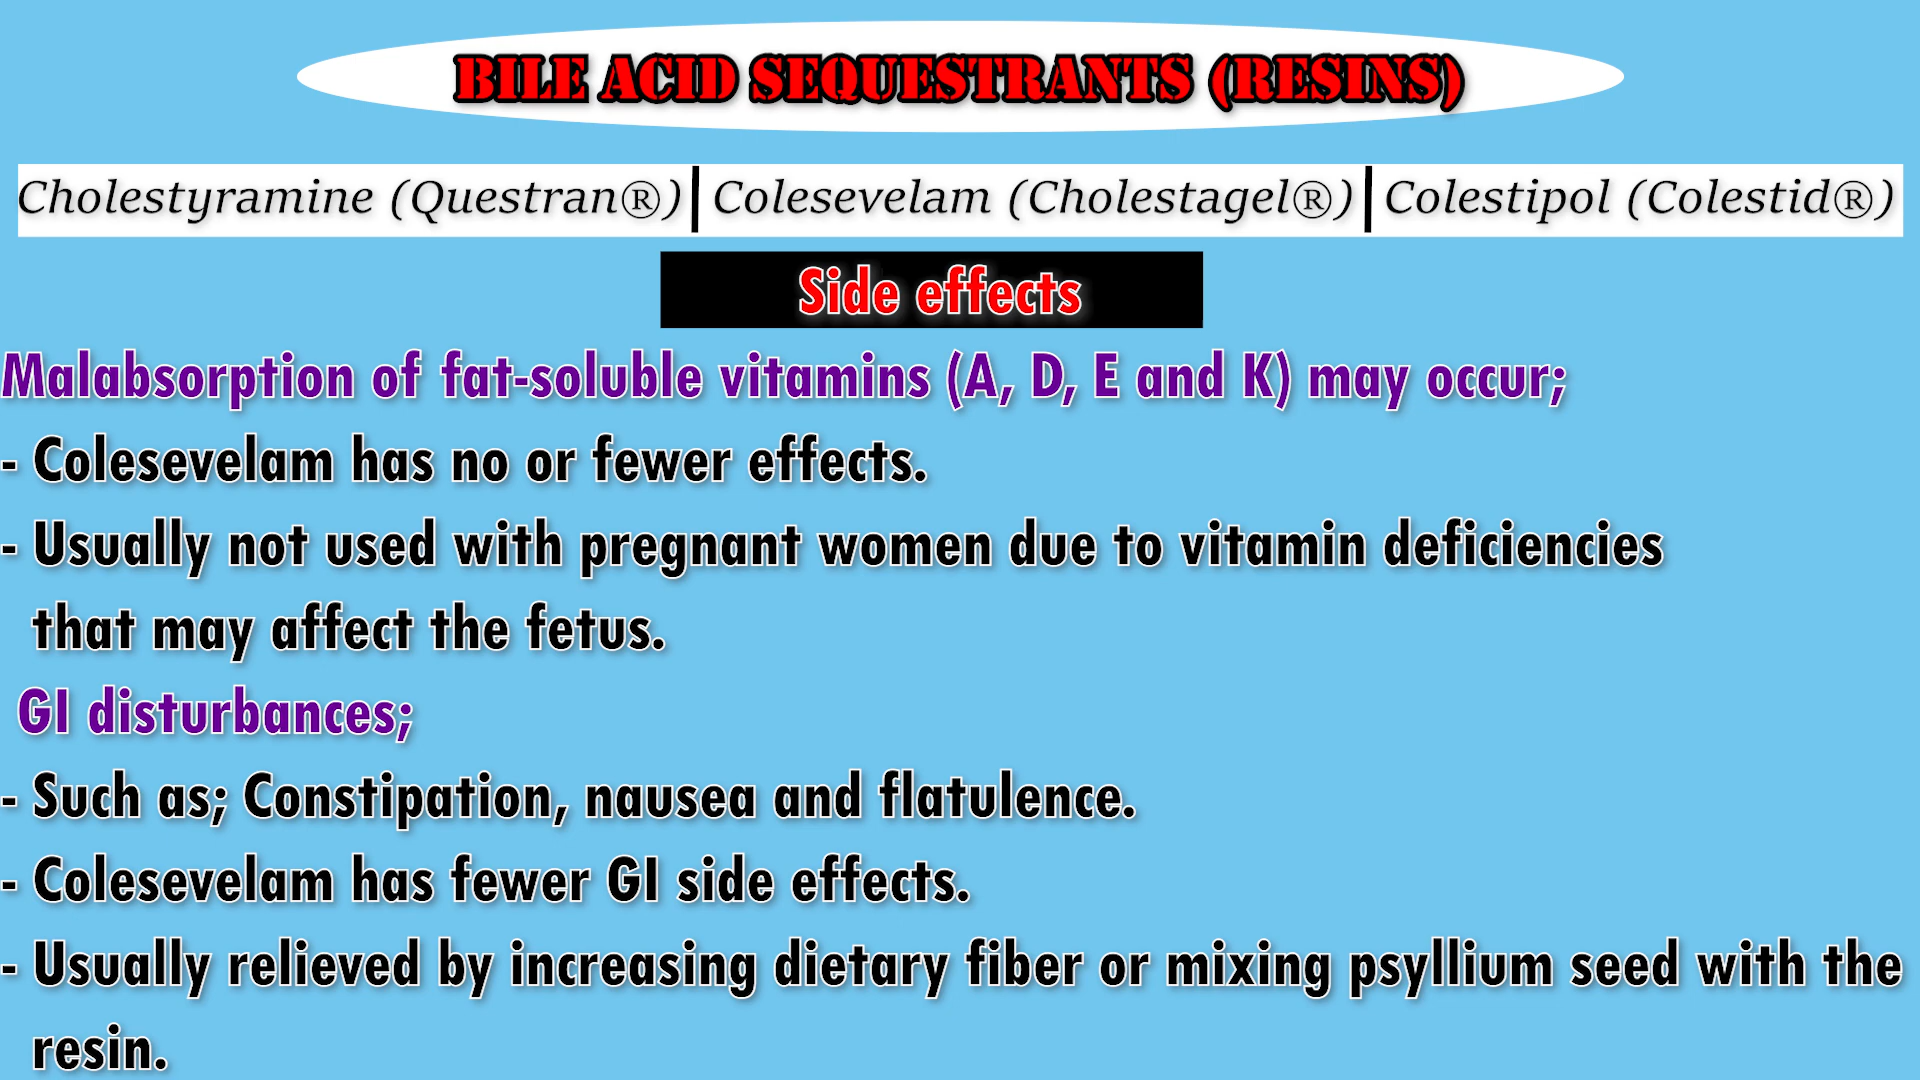 BILE ACID SEQUESTRANTS (RESINS)
Cholestyramine (Questran®)| Colesevelam (Cholestagel®)| Colestipol (Colestid®)
Side effects
Malabsorption of fat-soluble vitamins (A, D, E and K) may occur;
- Colesevelam has no or fewer effects.
- Usually not used with pregnant women due to vitamin deficiencies
that may affect the fetus.
GI disturbances;
- Such as; Constipation, nausea and flatulence.
- Colesevelam has fewer GI side effects.
- Usually relieved by increasing dietary fiber or mixing psyllium seed with the
resin.